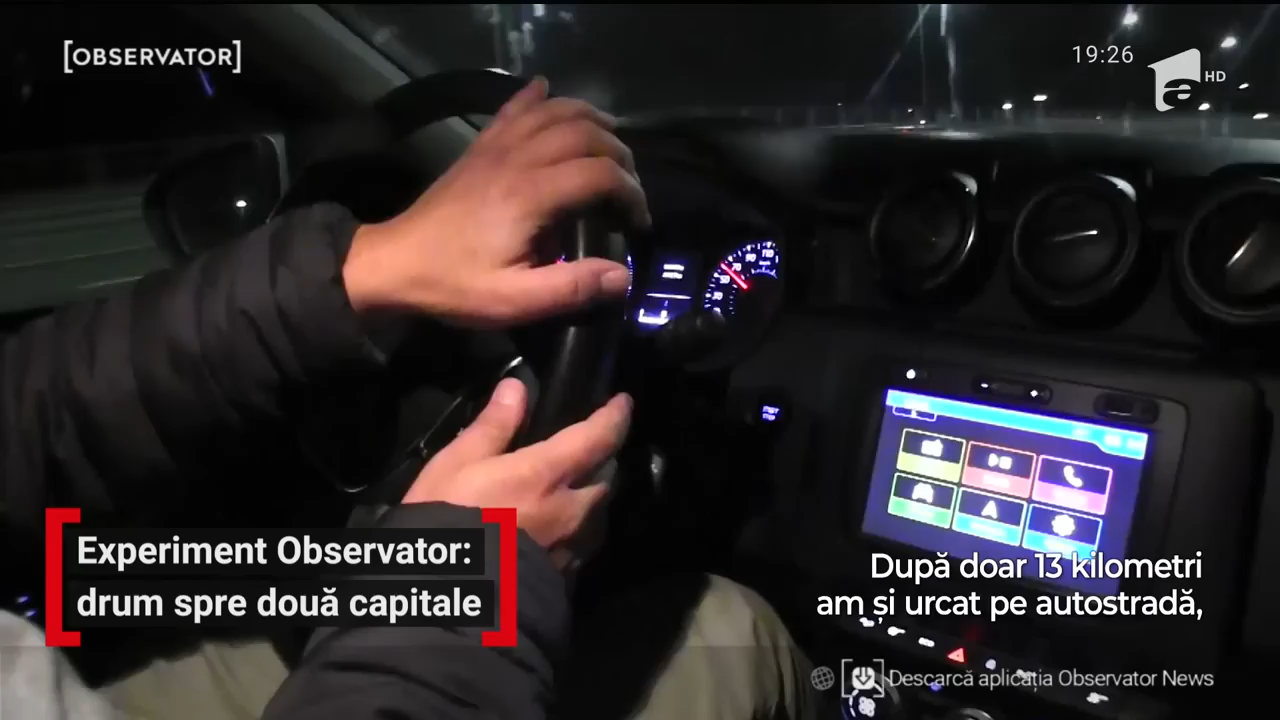 [OBSERVATOR]
19:26
a HD
Experiment Observator:
drum spre două capitale
După doar 13 kilometri
am și urcat pe autostradă,
Descarcă aplicația Observator News